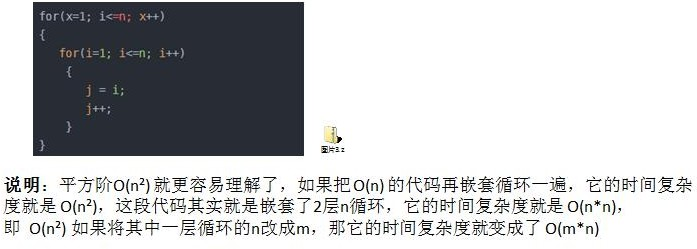 for(x=1; i<=n; x++)
{
for(i=1; i<=n; i++)
{
j = i;
j++;
}
}
图片3.z
说明：平方阶O(n²) 就更容易理解了，如果把 O(n) 的代码再嵌套循环一遍，它的时间复杂
度就是 O(n²)，这段代码其实就是嵌套了2层n循环，它的时间复杂度就是 O(n*n)，
即 O(n²) 如果将其中一层循环的n改成m，那它的时间复杂度就变成了 O(m*n)